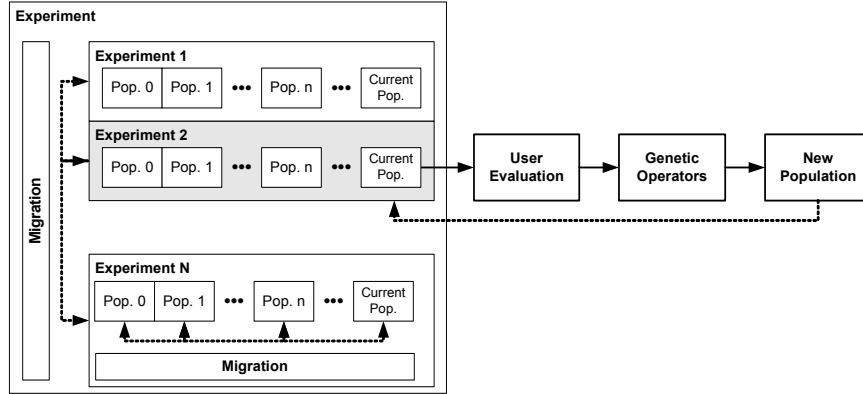 Experiment
Migration
Experiment 1
Pop. 0 Pop. 1 ••• Pop. n ••• Current
Pop.
Experiment 2
Pop. 0 Pop. 1 ••• Pop. n ••• Current
Pop.
User
Evaluation
Genetic
Operators
New
Population
Experiment N
Pop. 0 Pop. 1 ••• Pop. n ••• Current
Pop.
Migration